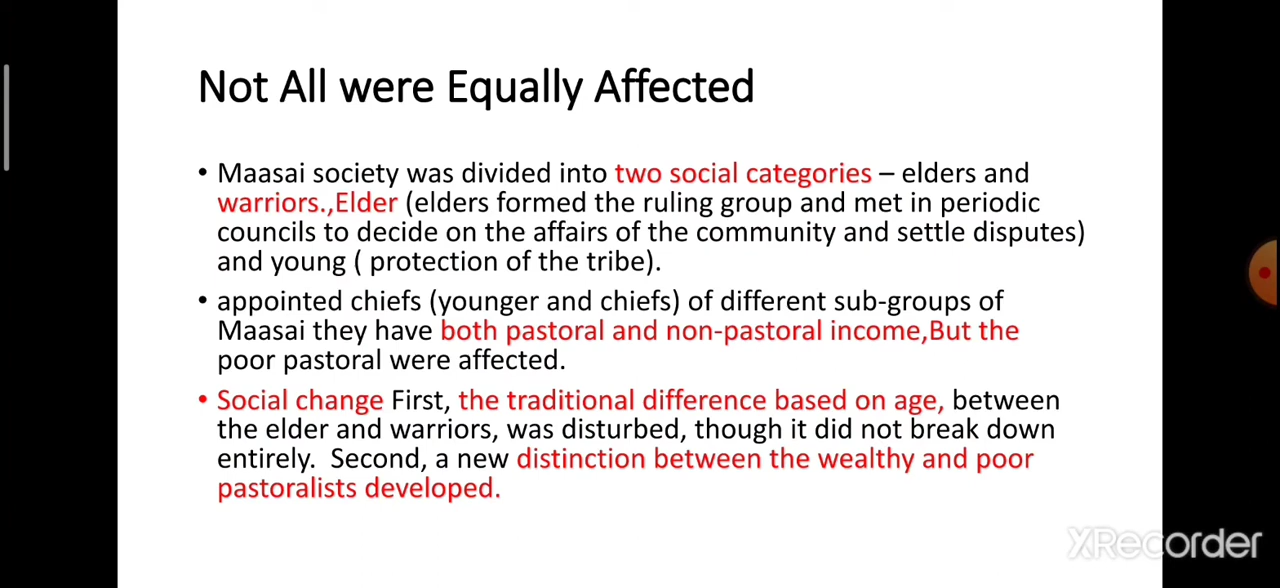 Not All were Equally Affected
• Maasai society was divided into two social categories – elders and
warriors.,Elder (elders formed the ruling group and met in periodic
councils to decide on the affairs of the community and settle disputes)
and young ( protection of the tribe).
• appointed chiefs (younger and chiefs) of different sub-groups of
Maasai they have both pastoral and non-pastoral income,But the
poor pastoral were affected.
• Social change First, the traditional difference based on age, between
the elder and warriors, was disturbed, though it did not break down
entirely.  Second, a new distinction between the wealthy and poor
pastoralists developed.
XRecorder